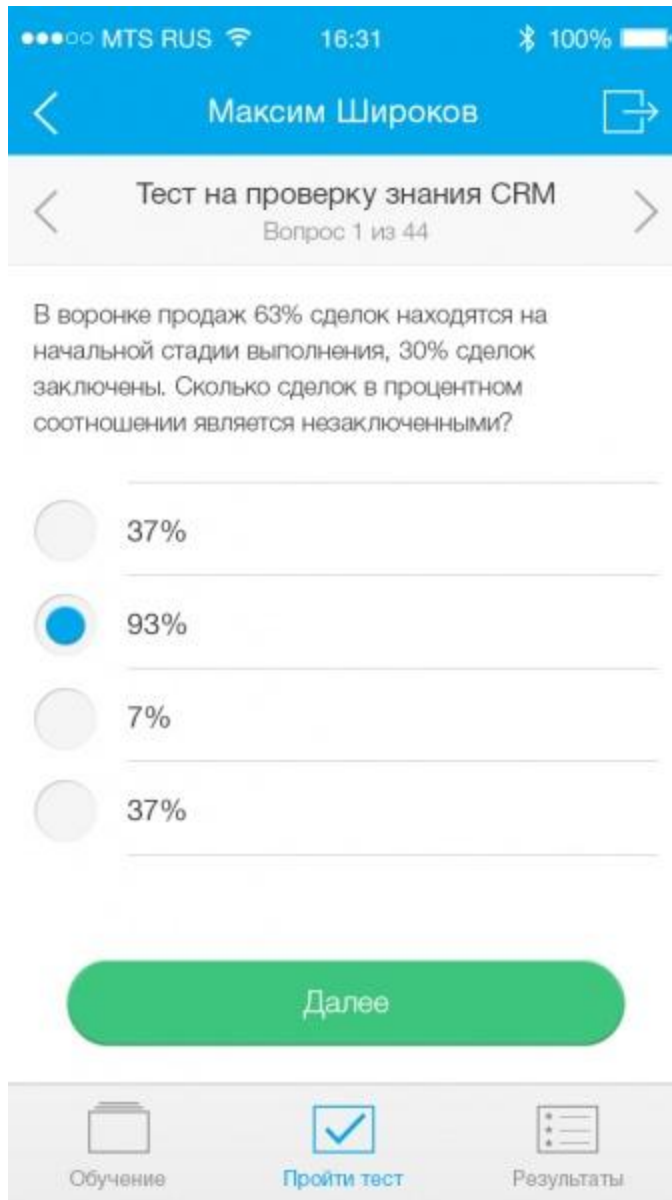 MTS RUS 16:31 100%
Максим Широков
Тест на проверку знания CRM
Вопрос 1 из 44
В воронке продаж 63% сделок находятся на
начальной стадии выполнения, 30% сделок
заключены. Сколько сделок в процентном
соотношении является незаключенными?
37%
93%
7%
37%
Далее
Обучение Пройти тест Результаты